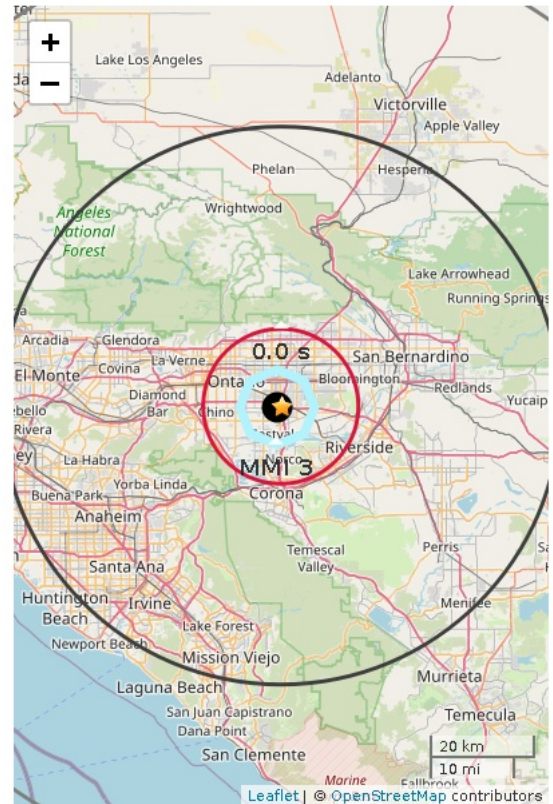 +
−
Lake Los Angeles
Adelanto
Victorville
Apple Valley
Phelan
Hesperia
Wrightwood
Angeles
National
Forest
Lake Arrowhead
Running Springs
Arcadia
Glendora
0.0 s
La Verne
San Bernardino
El Monte
Covina
Ontario
Bloomington
Redlands
Diamond
Bar
Chino
Yucaip
Rivera
La Habra
Norco
Riverside
MMI 3
Yorba Linda
Corona
Buena Park
Anaheim
Temescal
Valley
Perris
Santa Ana
Huntington
Beach
Irvine
Menifee
Lake Forest
Newport Beach
Mission Viejo
Murrieta
Laguna Beach
San Juan Capistrano
Temecula
Dana Point
San Clemente
20 km
10 mi
Marine
Fallbrook
Leaflet | © OpenStreetMap contributors